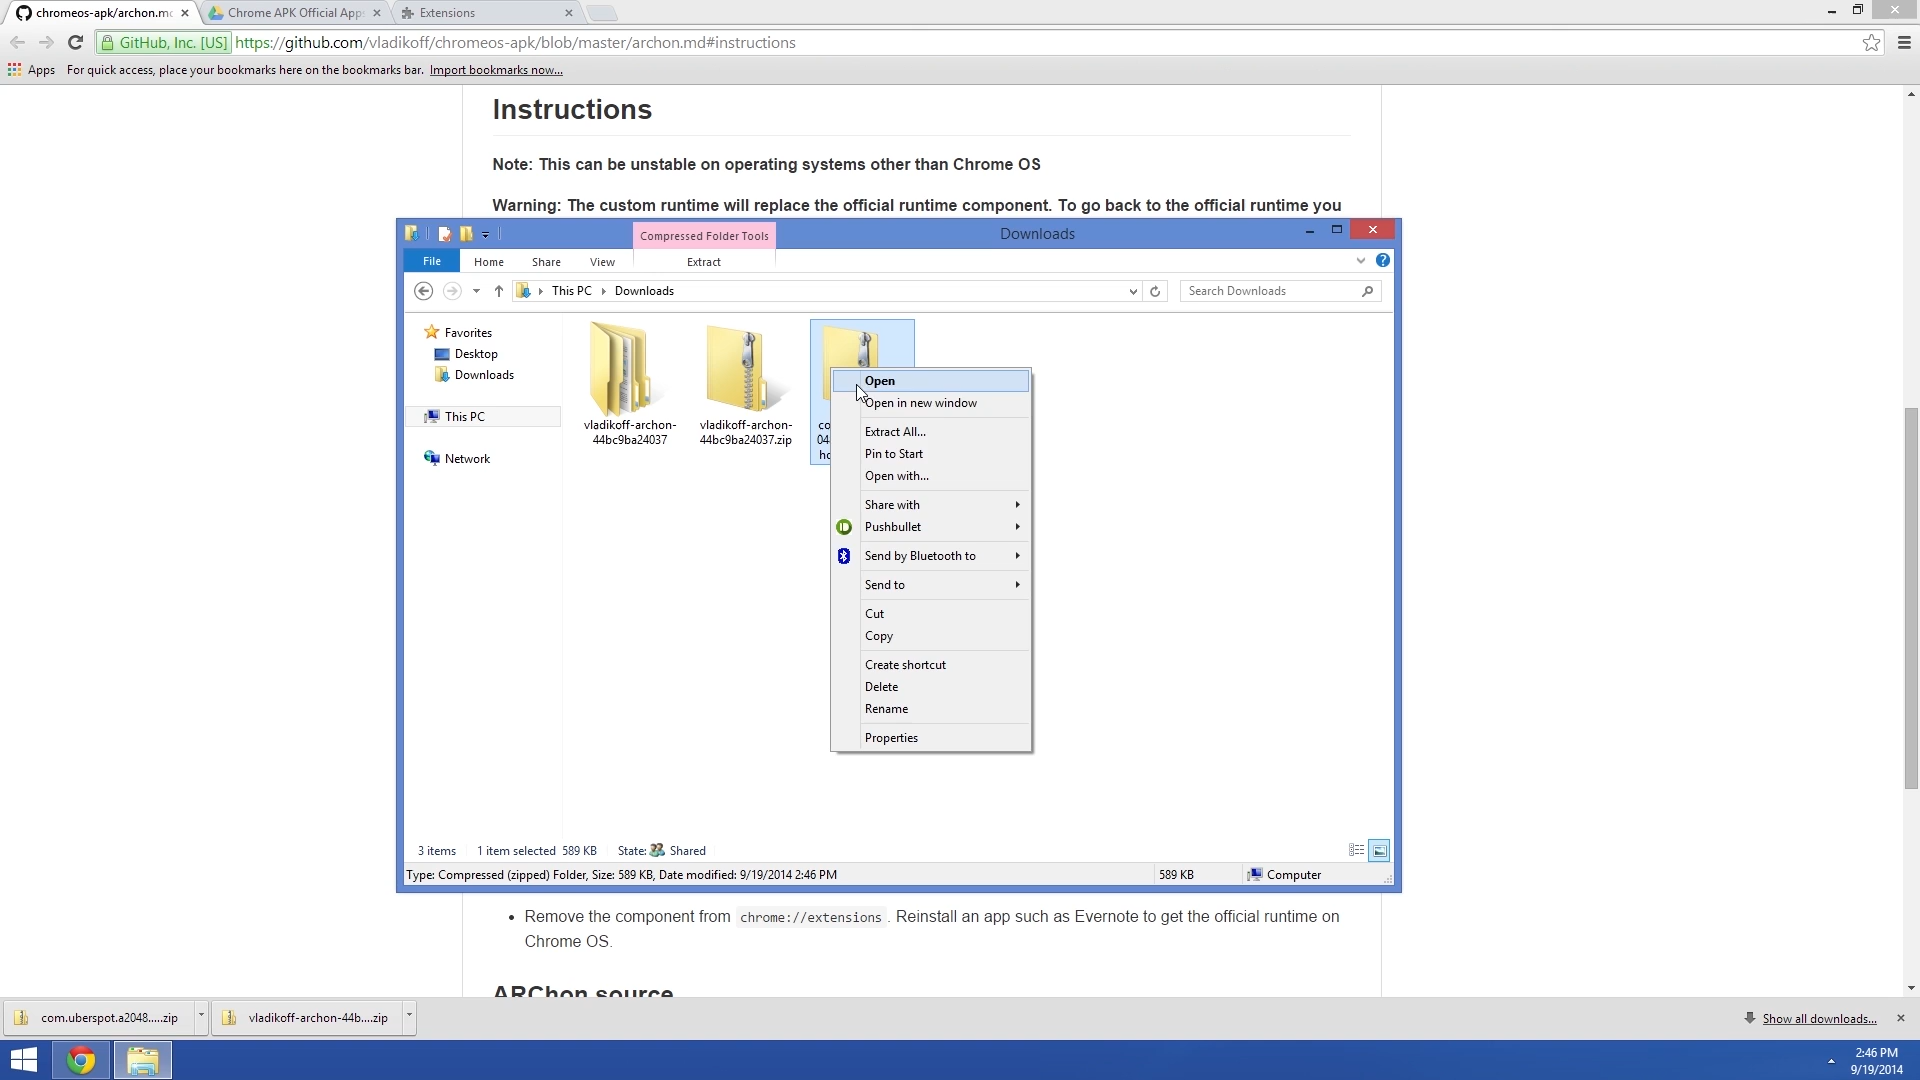 chromeos-apk/archon.mc
Chrome APK Official App
Extensions
GitHub, Inc. [US] https://github.com/vladikoff/chromeos-apk/blob/master/archon.md#instructions
Apps For quick access, place your bookmarks here on the bookmarks bar. Import bookmarks now...
Instructions
Note: This can be unstable on operating systems other than Chrome OS
Warning: The custom runtime will replace the official runtime component. To go back to the official runtime you
Compressed Folder Tools
Downloads
File Home Share View Extract
This PC Downloads
Search Downloads
Favorites
Desktop
Downloads
This PC
Network
vladikoff-archon-
44bc9ba24037
vladikoff-archon-
44bc9ba24037.zip
co
04
ho
Open
Open in new window
Extract All...
Pin to Start
Open with...
Share with
Pushbullet
Send by Bluetooth to
Send to
Cut
Copy
Create shortcut
Delete
Rename
Properties
3 items 1 item selected 589 KB State: Shared
Type: Compressed (zipped) Folder, Size: 589 KB, Date modified: 9/19/2014 2:46 PM 589 KB Computer
• Remove the component from chrome://extensions . Reinstall an app such as Evernote to get the official runtime on
Chrome OS.
ARChon source
com.uberspot.a2048.....zip
vladikoff-archon-44b....zip
Show all downloads...
2:46 PM
9/19/2014